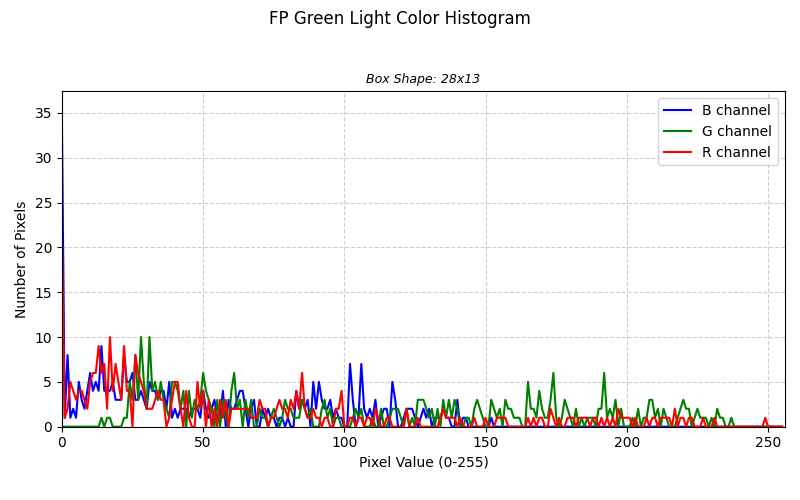 FP Green Light Color Histogram
Box Shape: 28x13
35
30
25
20
15
10
5
0
Number of Pixels
B channel
G channel
R channel
0 50 100 150 200 250
Pixel Value (0-255)